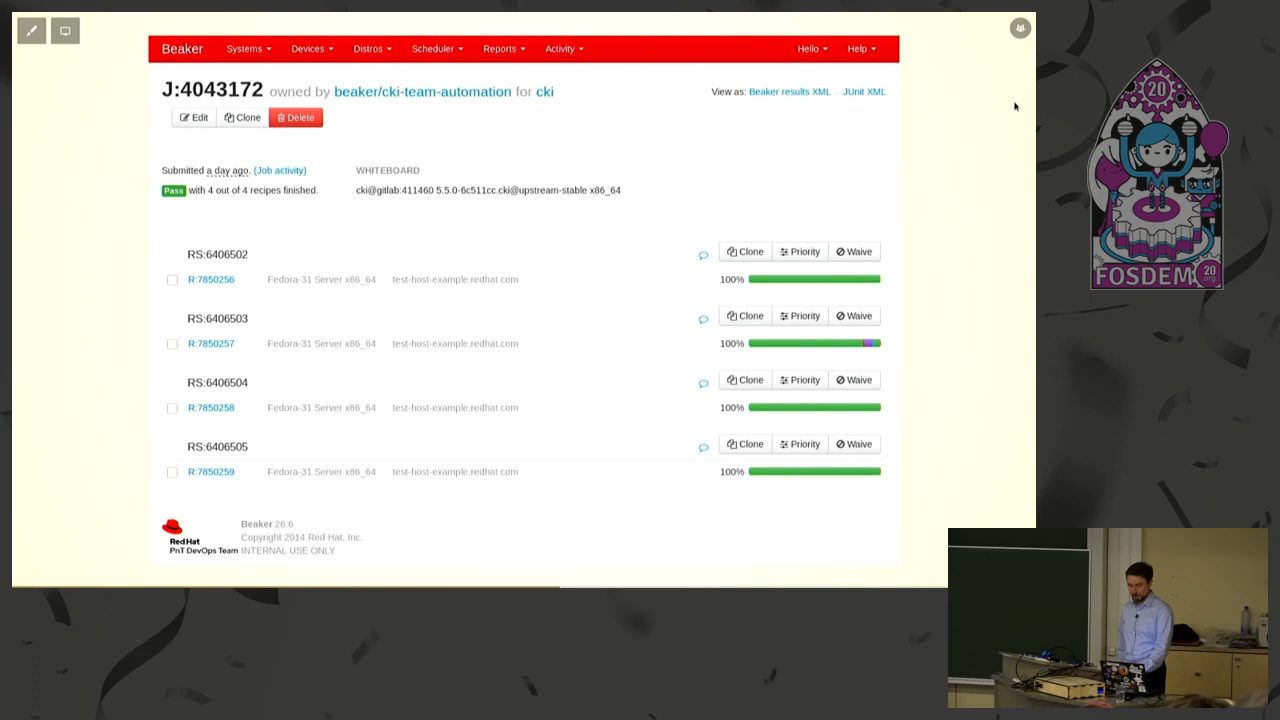 Beaker Systems Devices Distros Scheduler Reports Activity Hello Help
J:4043172 owned by beaker/cki-team-automation for cki
View as: Beaker results XML · JUnit XML
Edit Clone Delete
Submitted a day ago. (Job activity)
WHITEBOARD
Pass with 4 out of 4 recipes finished.
cki@gitlab:411460 5.5.0-6c511cc.cki@upstream-stable x86_64
RS:6406502 Clone Priority Waive
R:7850256 Fedora-31 Server x86_64 test-host-example.redhat.com 100%
RS:6406503 Clone Priority Waive
R:7850257 Fedora-31 Server x86_64 test-host-example.redhat.com 100%
RS:6406504 Clone Priority Waive
R:7850258 Fedora-31 Server x86_64 test-host-example.redhat.com 100%
RS:6406505 Clone Priority Waive
R:7850259 Fedora-31 Server x86_64 test-host-example.redhat.com 100%
Red Hat
PnT DevOps Team
Beaker 26.6
Copyright 2014 Red Hat, Inc.
INTERNAL USE ONLY
20
FOSDEM 20
.org